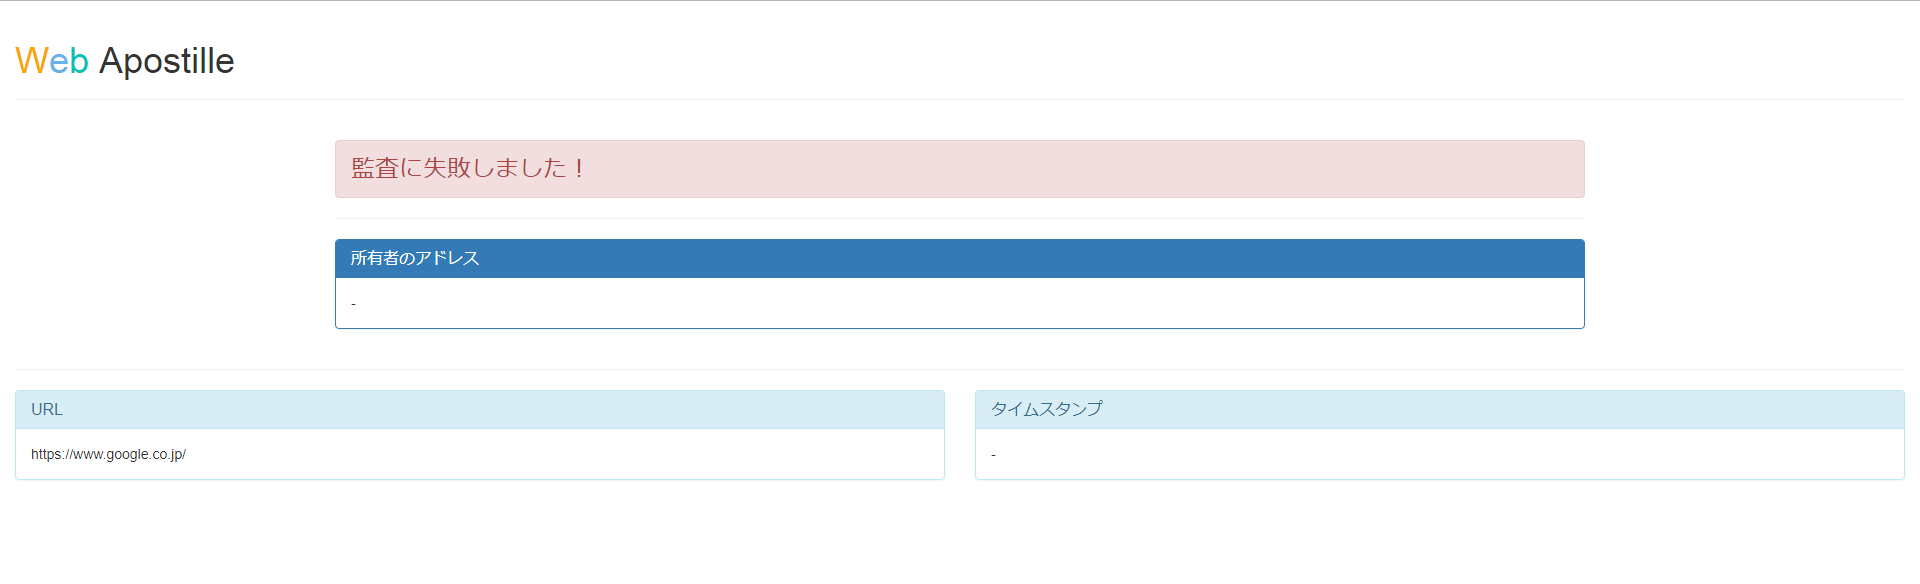 Web Apostille
監査に失敗しました！
所有者のアドレス
-
URL
https://www.google.co.jp/
タイムスタンプ
-